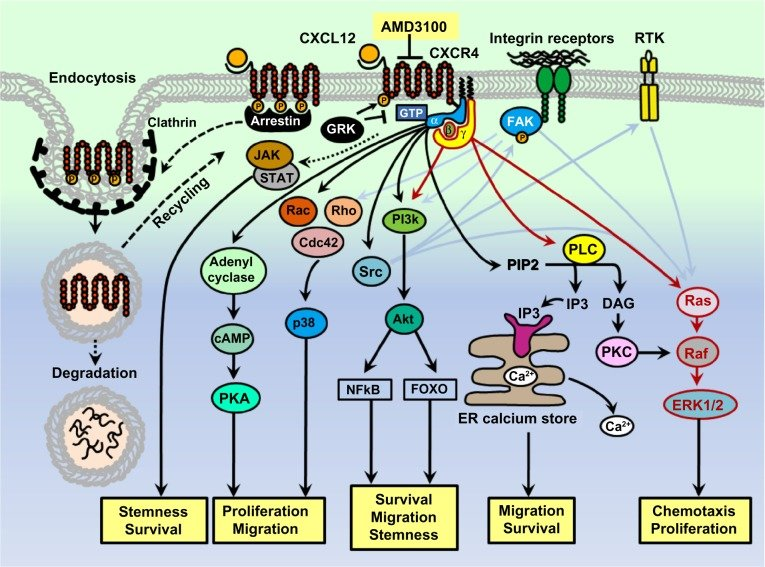 AMD3100
CXCL12
CXCR4
Integrin receptors
RTK
Endocytosis
Clathrin
P
P
P
Arrestin
P
GRK
GTP
α
β
γ
FAK
P
P
P
P
JAK
STAT
Recycling
Rac
Rho
Cdc42
PI3k
Src
PLC
PIP2
Adenyl
cyclase
IP3
DAG
Ras
IP3
cAMP
p38
Akt
PKC
Raf
Degradation
Ca2+
PKA
NFkB
FOXO
ERK1/2
ER calcium store
Ca2+
Stemness
Survival
Proliferation
Migration
Survival
Migration
Stemness
Migration
Survival
Chemotaxis
Proliferation